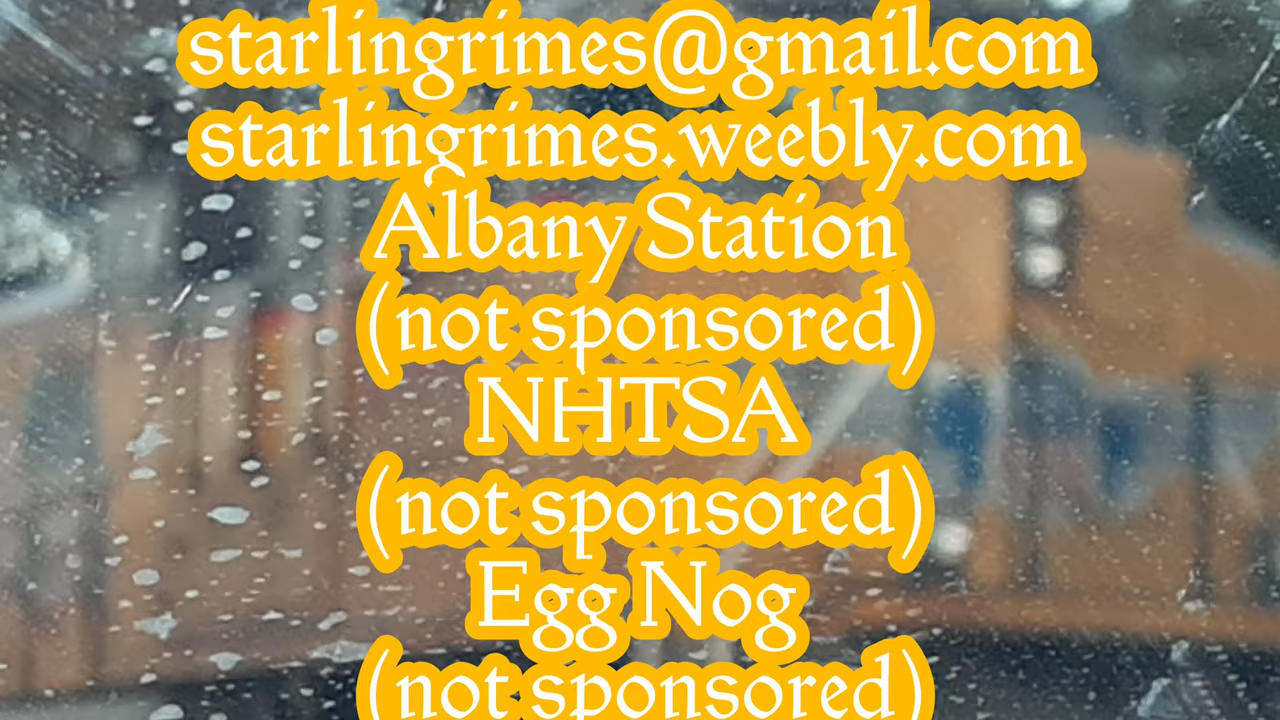 starlingrimes@gmail.com
starlingrimes.weebly.com
Albany Station
(not sponsored)
NHTSA
(not sponsored)
Egg Nog
(not sponsored)